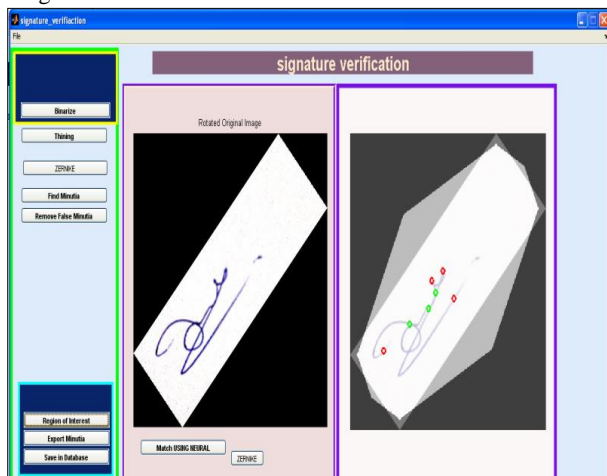 signature_verifiaction
File
signature verification
Binarize
Thining
ZERNIKE
Find Minutia
Remove False Minutia
Region of Interest
Export Minutia
Save in Database
Rotated Original Image
Match USING NEURAL
ZERNIKE